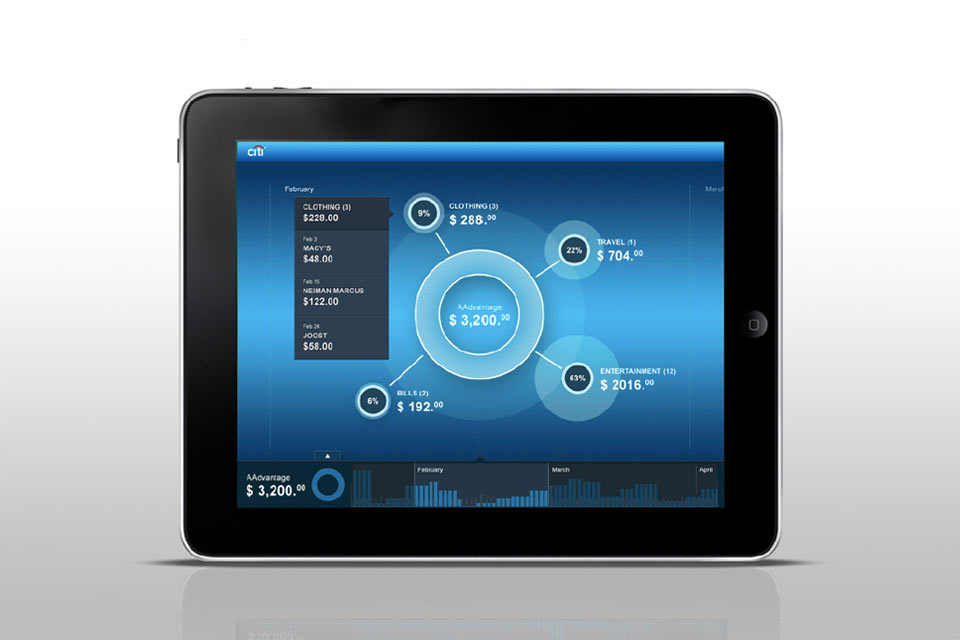 citi
February
March
CLOTHING (3)
$228.00
Feb 3
MACY'S
$48.00
Feb 15
NEIMAN MARCUS
$122.00
Feb 24
JOOST
$58.00
9%
CLOTHING (3)
$ 288.00
22%
TRAVEL (1)
$ 704.00
AAdvantage
$ 3,200.00
63%
ENTERTAINMENT (12)
$ 2016.00
6%
BILLS (2)
$ 192.00
AAdvantage
$ 3,200.00
February
March
April